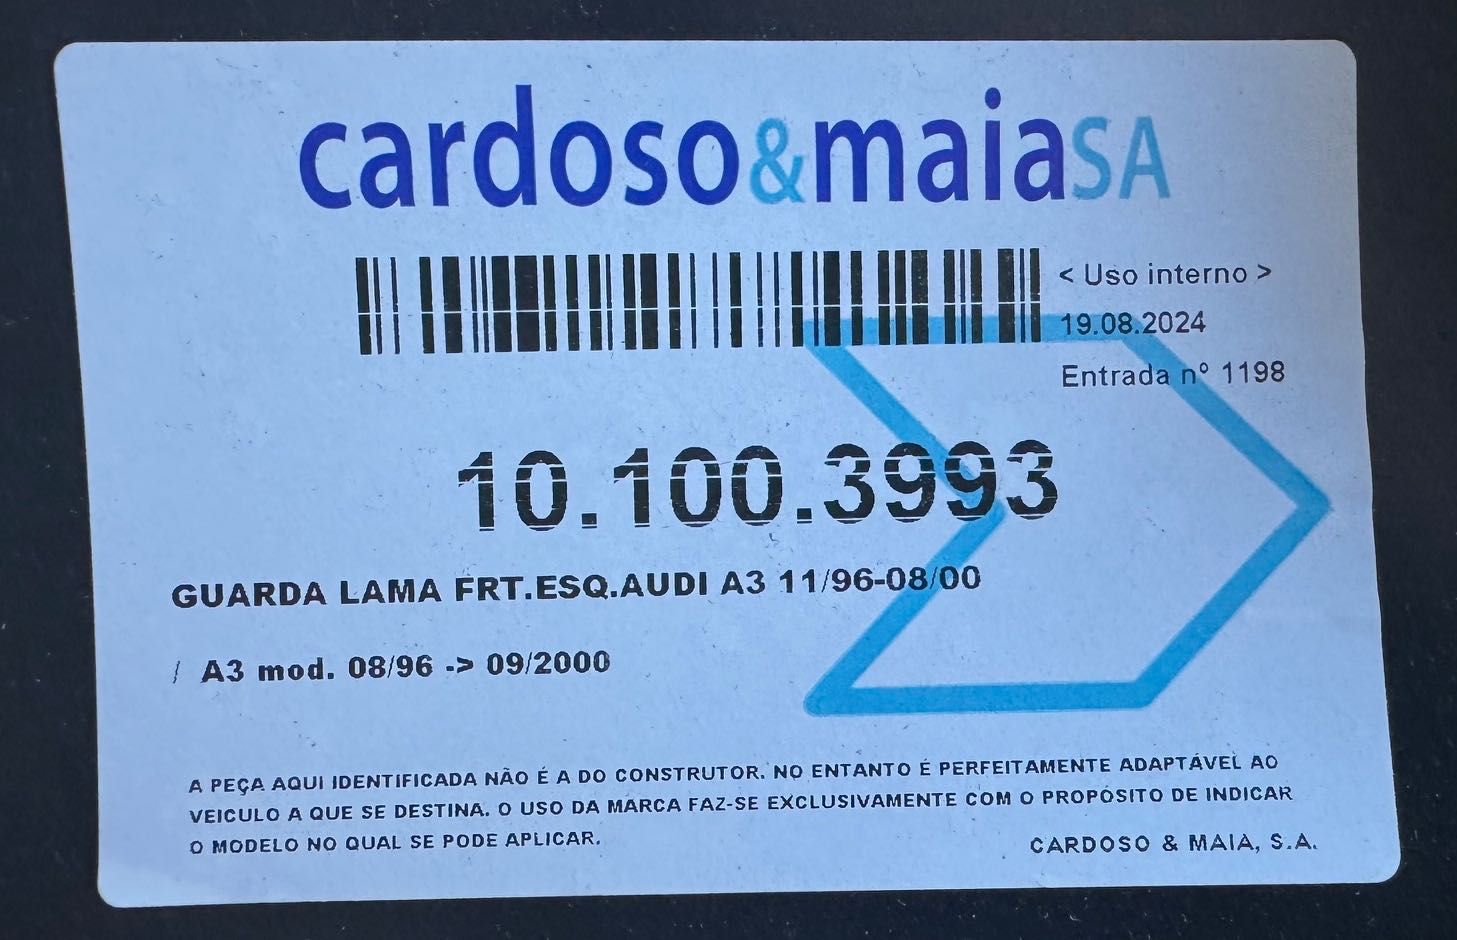 cardoso&maiaSA
< Uso interno >
19.08.2024
Entrada nº 1198
10.100.3993
GUARDA LAMA FRT.ESQ.AUDI A3 11/96-08/00
/ A3 mod. 08/96 -> 09/2000
A PEÇA AQUI IDENTIFICADA NÃO É A DO CONSTRUTOR. NO ENTANTO É PERFEITAMENTE ADAPTÁVEL AO
VEICULO A QUE SE DESTINA. O USO DA MARCA FAZ-SE EXCLUSIVAMENTE COM O PROPÓSITO DE INDICAR
O MODELO NO QUAL SE PODE APLICAR.
CARDOSO & MAIA, S.A.